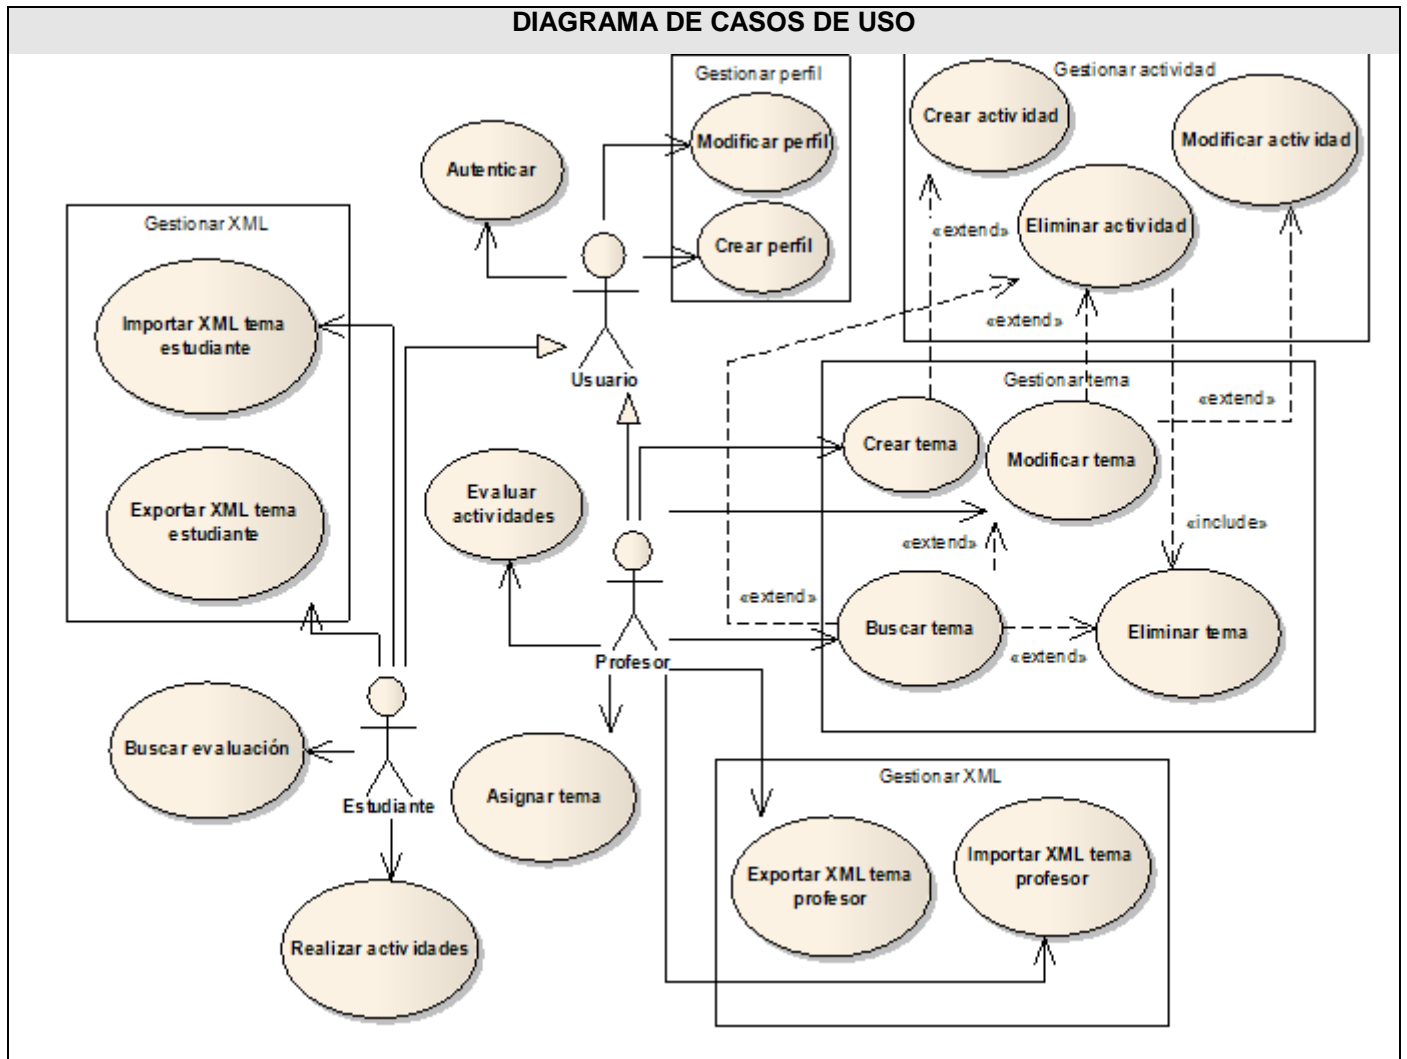 DIAGRAMA DE CASOS DE USO
Gestionar perfil
Modificar perfil
Crear perfil
Autenticar
Usuario
Gestionar actividad
Crear actividad
Modificar actividad
Eliminar actividad
«extend»
«extend»
«extend»
Gestionar XML
Importar XML tema
estudiante
Exportar XML tema
estudiante
Gestionar tema
Crear tema
Modificar tema
«extend»
«include»
«extend»
Buscar tema
«extend»
Eliminar tema
Evaluar
actividades
Profesor
Buscar evaluación
Estudiante
Asignar tema
Realizar actividades
Gestionar XML
Exportar XML tema
profesor
Importar XML tema
profesor